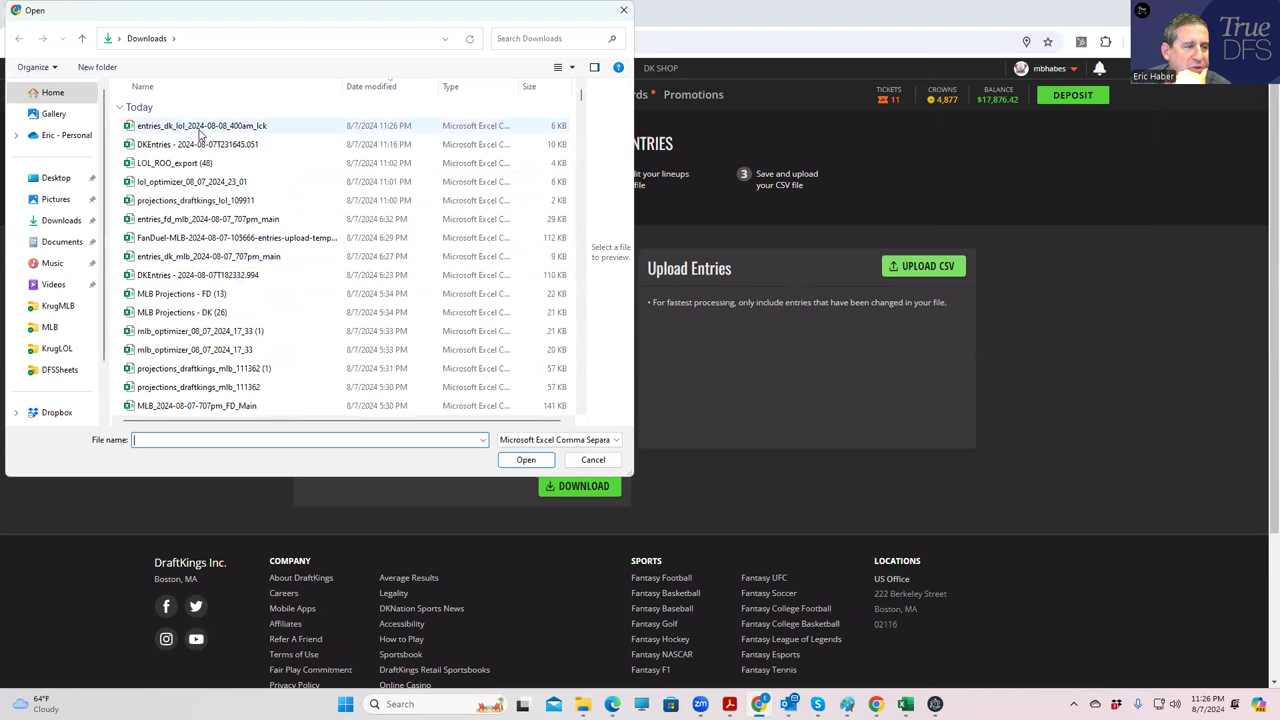 Open
Downloads
Search Downloads
Organize
New folder
Name
Date modified
Type
Size
Home
Gallery
Eric - Personal
Desktop
Pictures
Downloads
Documents
Music
Videos
KrugMLB
MLB
KrugLOL
DFSSheets
Dropbox
Today
entries_dk_lol_2024-08-08_400am_lck 8/7/2024 11:26 PM Microsoft Excel C... 6 KB
DKEntries - 2024-08-07T231645.051 8/7/2024 11:16 PM Microsoft Excel C... 10 KB
LOL_ROO_export (48) 8/7/2024 11:02 PM Microsoft Excel C... 4 KB
lol_optimizer_08_07_2024_23_01 8/7/2024 11:01 PM Microsoft Excel C... 6 KB
projections_draftkings_lol_109911 8/7/2024 11:00 PM Microsoft Excel C... 2 KB
entries_fd_mlb_2024-08-07_707pm_main 8/7/2024 6:32 PM Microsoft Excel C... 29 KB
FanDuel-MLB-2024-08-07-105666-entries-upload-temp... 8/7/2024 6:29 PM Microsoft Excel C... 112 KB
entries_dk_mlb_2024-08-07_707pm_main 8/7/2024 6:27 PM Microsoft Excel C... 9 KB
DKEntries - 2024-08-07T182332.994 8/7/2024 6:23 PM Microsoft Excel C... 110 KB
MLB Projections - FD (13) 8/7/2024 5:34 PM Microsoft Excel C... 22 KB
MLB Projections - DK (26) 8/7/2024 5:34 PM Microsoft Excel C... 21 KB
mlb_optimizer_08_07_2024_17_33 (1) 8/7/2024 5:33 PM Microsoft Excel C... 21 KB
mlb_optimizer_08_07_2024_17_33 8/7/2024 5:33 PM Microsoft Excel C... 20 KB
projections_draftkings_mlb_111362 (1) 8/7/2024 5:31 PM Microsoft Excel C... 57 KB
projections_draftkings_mlb_111362 8/7/2024 5:30 PM Microsoft Excel C... 57 KB
MLB_2024-08-07-707pm_FD_Main 8/7/2024 5:30 PM Microsoft Excel C... 141 KB
Select a file
to preview.
File name:
Microsoft Excel Comma Separa
Open
Cancel
Eric Haber
True
DFS
DK SHOP
mbhabes
rds
Promotions
TICKETS
11
CROWNS
4,877
BALANCE
$17,876.42
DEPOSIT
ENTRIES
dit your lineups
file
3
Save and upload
your CSV file
Upload Entries
UPLOAD CSV
• For fastest processing, only include entries that have been changed in your file.
DOWNLOAD
DraftKings Inc.
Boston, MA
COMPANY
About DraftKings
Careers
Mobile Apps
Affiliates
Refer A Friend
Terms of Use
Fair Play Commitment
Privacy Policy
Average Results
Legality
DKNation Sports News
Accessibility
How to Play
Sportsbook
DraftKings Retail Sportsbooks
Online Casino
SPORTS
Fantasy Football
Fantasy Basketball
Fantasy Baseball
Fantasy Golf
Fantasy Hockey
Fantasy NASCAR
Fantasy F1
Fantasy UFC
Fantasy Soccer
Fantasy College Football
Fantasy College Basketball
Fantasy League of Legends
Fantasy Esports
Fantasy Tennis
LOCATIONS
US Office
222 Berkeley Street
Boston, MA
02116
64°F
Cloudy
Search
11:26 PM
8/7/2024